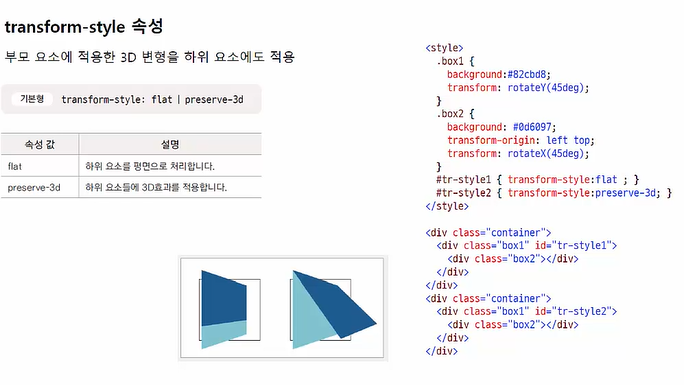 transform-style 속성
부모 요소에 적용한 3D 변형을 하위 요소에도 적용
기본형 transform-style: flat | preserve-3d
속성 값 설명
flat 하위 요소를 평면으로 처리합니다.
preserve-3d 하위 요소들에 3D효과를 적용합니다.
<style>
.box1 {
background:#82cbd8;
transform: rotateY(45deg);
}
.box2 {
background: #0d6097;
transform-origin: left top;
transform: rotateX(45deg);
}
#tr-style1 { transform-style:flat ; }
#tr-style2 { transform-style:preserve-3d; }
</style>
<div class="container">
<div class="box1" id="tr-style1">
<div class="box2"></div>
</div>
</div>
<div class="container">
<div class="box1" id="tr-style2">
<div class="box2"></div>
</div>
</div>